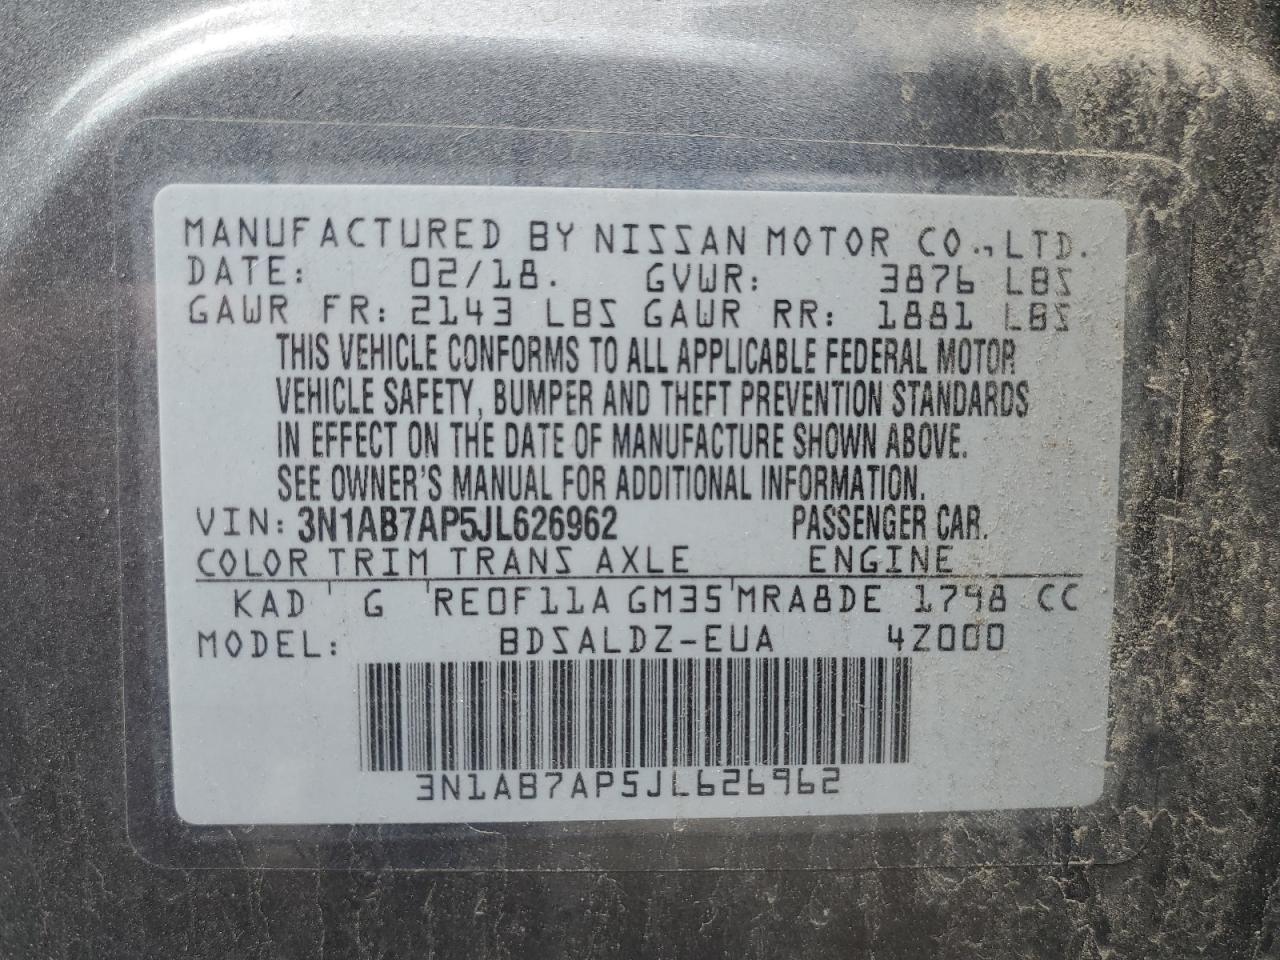 MANUFACTURED BY NISSAN MOTOR CO.,LTD.
DATE: 02/18. GVWR: 3876 LBS
GAWR FR: 2143 LBS GAWR RR: 1881 LBS
THIS VEHICLE CONFORMS TO ALL APPLICABLE FEDERAL MOTOR
VEHICLE SAFETY, BUMPER AND THEFT PREVENTION STANDARDS
IN EFFECT ON THE DATE OF MANUFACTURE SHOWN ABOVE.
SEE OWNER'S MANUAL FOR ADDITIONAL INFORMATION.
VIN: 3N1AB7AP5JL626962 PASSENGER CAR.
COLOR TRIM TRANS AXLE ENGINE
KAD G RE0F11A GM35 MRA8DE 1798 CC
MODEL: BDSALDZ-EUA 4Z000
3N1AB7AP5JL626962